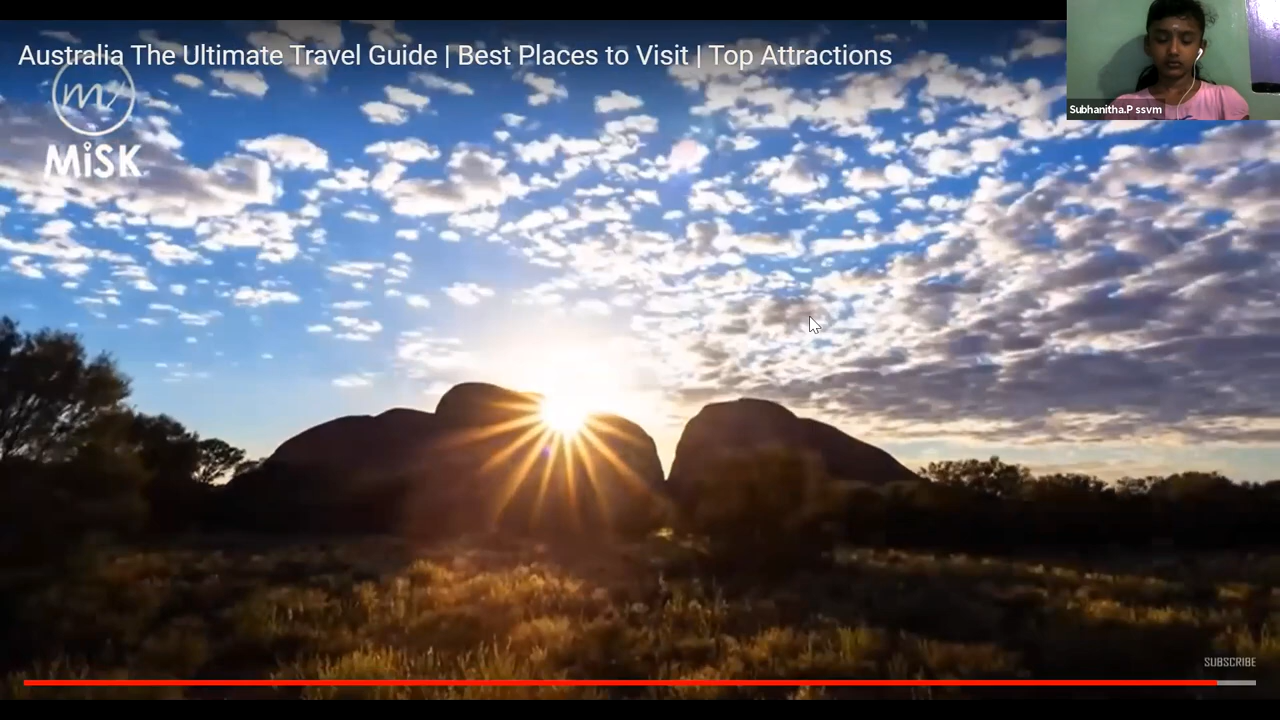 Australia The Ultimate Travel Guide | Best Places to Visit | Top Attractions
MiSK
Subhanitha.P ssvm
SUBSCRIBE